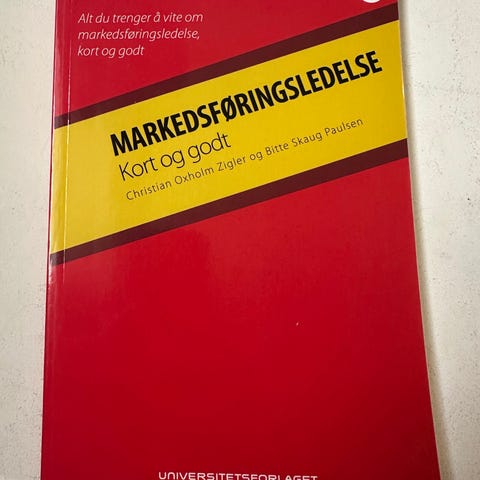 Alt du trenger å vite om
markedsføringsledelse,
kort og godt
MARKEDSFØRINGSLEDELSE
Kort og godt
Christian Oxholm Zigler og Bitte Skaug Paulsen
UNIVERSITETSFORLAGET